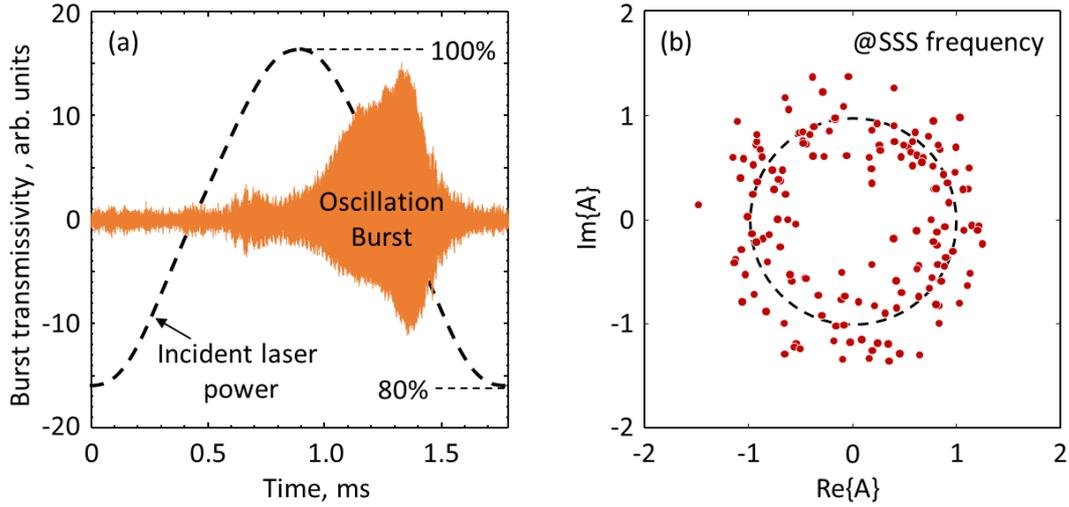 Burst transmissivity , arb. units
20
10
0
-10
-20
(a)
100%
Oscillation
Burst
Incident laser
power
80%
0
0.5
1.0
1.5
Time, ms
Im{A}
2
1
0
-1
-2
(b)
@SSS frequency
-2
-1
0
1
2
Re{A}